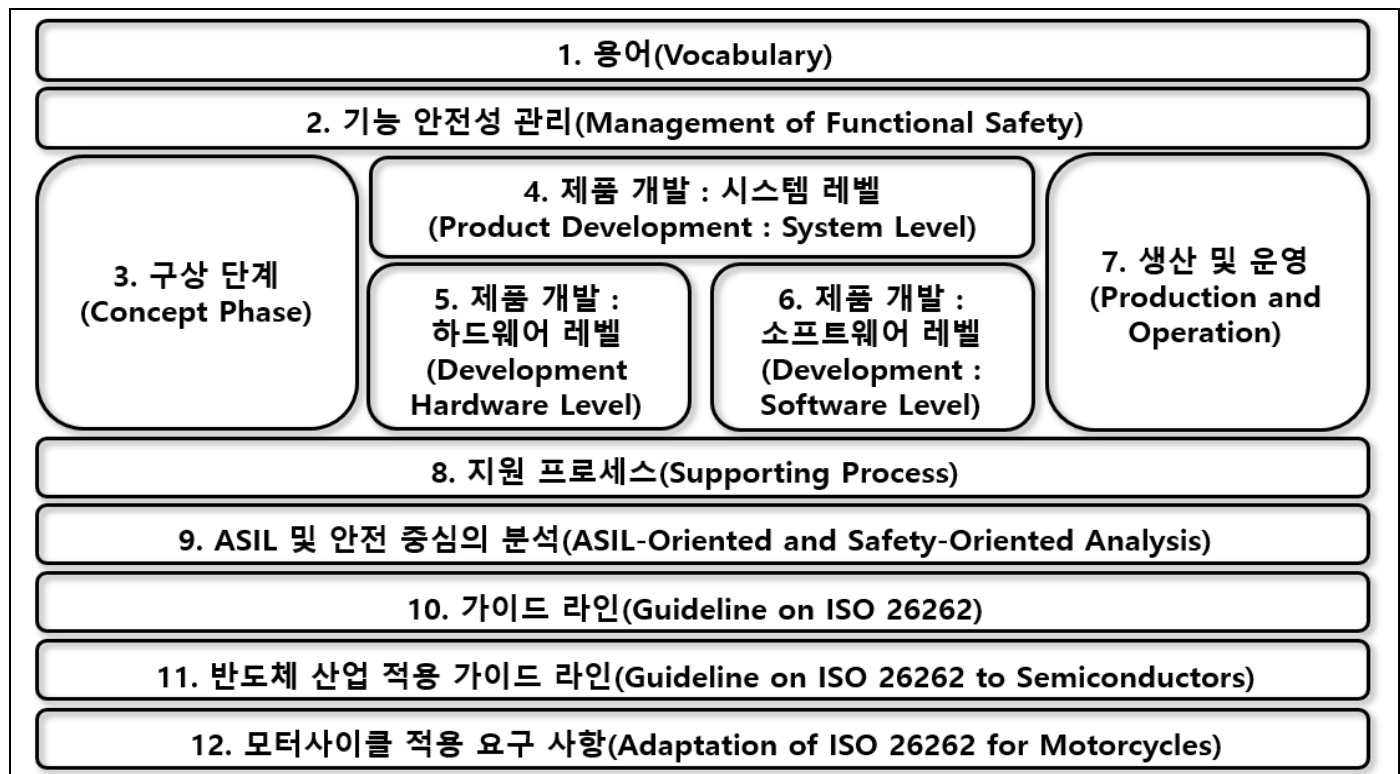 1. 용어(Vocabulary)
2. 기능 안전성 관리(Management of Functional Safety)
3. 구상 단계
(Concept Phase)
4. 제품 개발 : 시스템 레벨
(Product Development : System Level)
5. 제품 개발 :
하드웨어 레벨
(Development
Hardware Level)
6. 제품 개발 :
소프트웨어 레벨
(Development :
Software Level)
7. 생산 및 운영
(Production and
Operation)
8. 지원 프로세스(Supporting Process)
9. ASIL 및 안전 중심의 분석(ASIL-Oriented and Safety-Oriented Analysis)
10. 가이드 라인(Guideline on ISO 26262)
11. 반도체 산업 적용 가이드 라인(Guideline on ISO 26262 to Semiconductors)
12. 모터사이클 적용 요구 사항(Adaptation of ISO 26262 for Motorcycles)